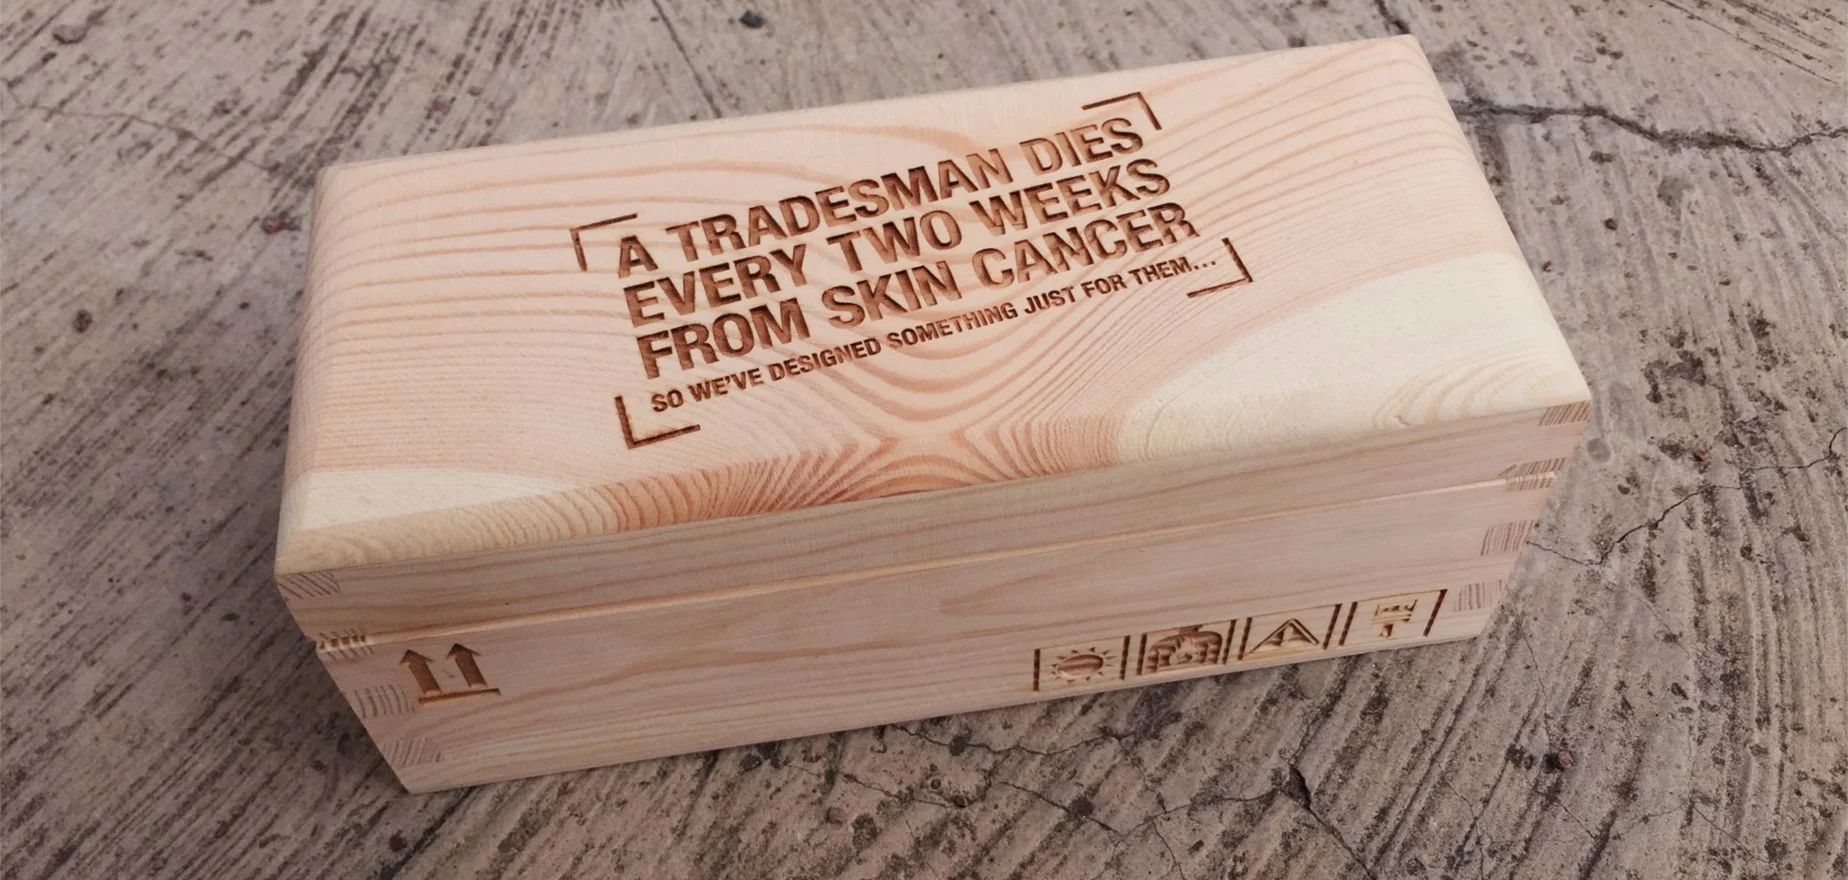 A TRADESMAN DIES
EVERY TWO WEEKS
FROM SKIN CANCER
SO WE'VE DESIGNED SOMETHING JUST FOR THEM...